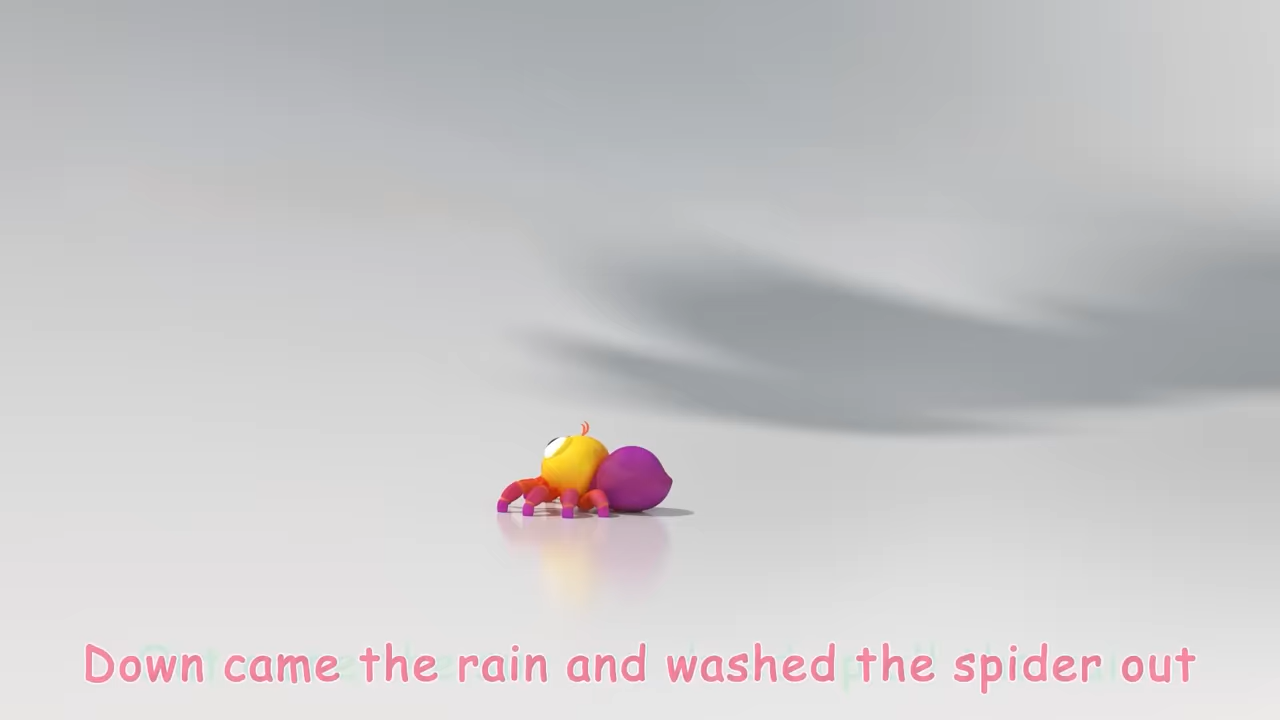 Down came the rain and washed the spider out